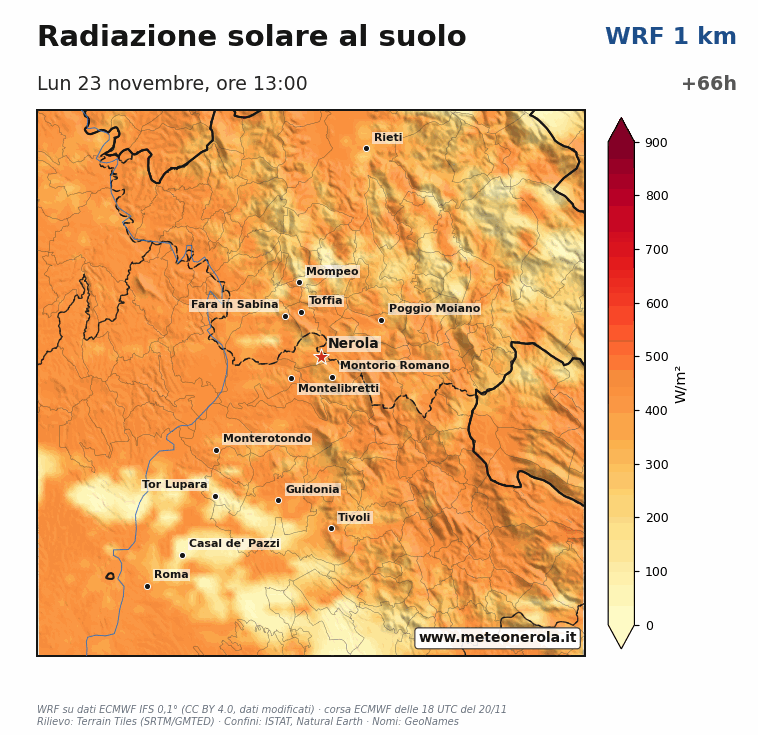 Radiazione solare al suolo
WRF 1 km
Lun 23 novembre, ore 13:00
+66h
Rieti
Mompeo
Fara in Sabina
Toffia
Poggio Moiano
Nerola
Montorio Romano
Montelibretti
Monterotondo
Tor Lupara
Guidonia
Tivoli
Casal de' Pazzi
Roma
www.meteonerola.it
900
800
700
600
500
400
300
200
100
0
W/m²
WRF su dati ECMWF IFS 0,1° (CC BY 4.0, dati modificati) · corsa ECMWF delle 18 UTC del 20/11
Rilievo: Terrain Tiles (SRTM/GMTED) · Confini: ISTAT, Natural Earth · Nomi: GeoNames